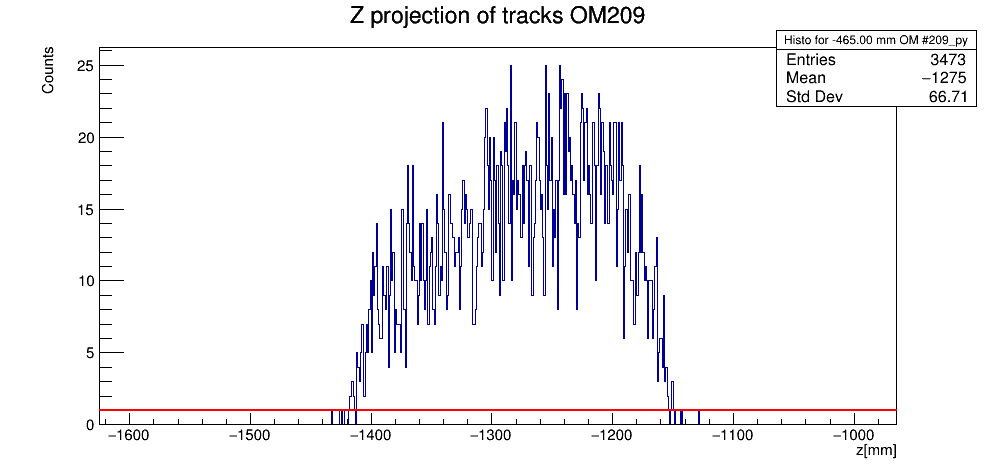 Z projection of tracks OM209
Histo for -465.00 mm OM #209_py
Entries 3473
Mean −1275
Std Dev 66.71
Counts
25
20
15
10
5
0
−1600 −1500 −1400 −1300 −1200 −1100 −1000
z[mm]